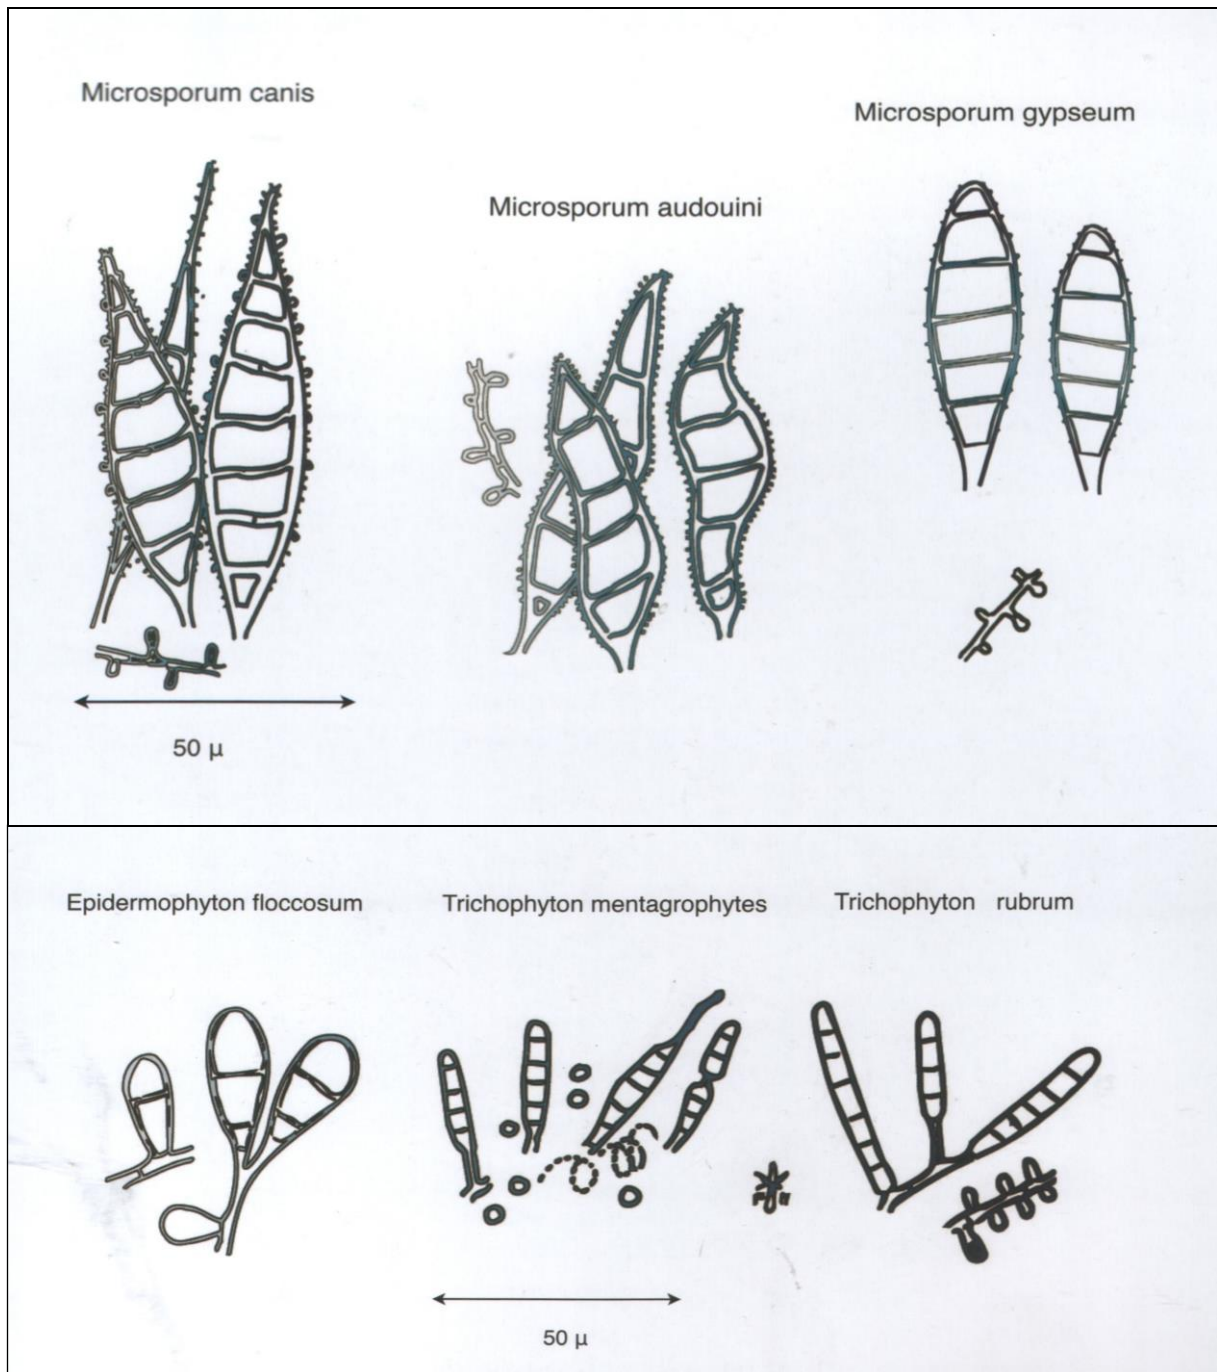 Microsporum canis
Microsporum gypseum
Microsporum audouini
50 µ
Epidermophyton floccosum
Trichophyton mentagrophytes
Trichophyton rubrum
50 µ